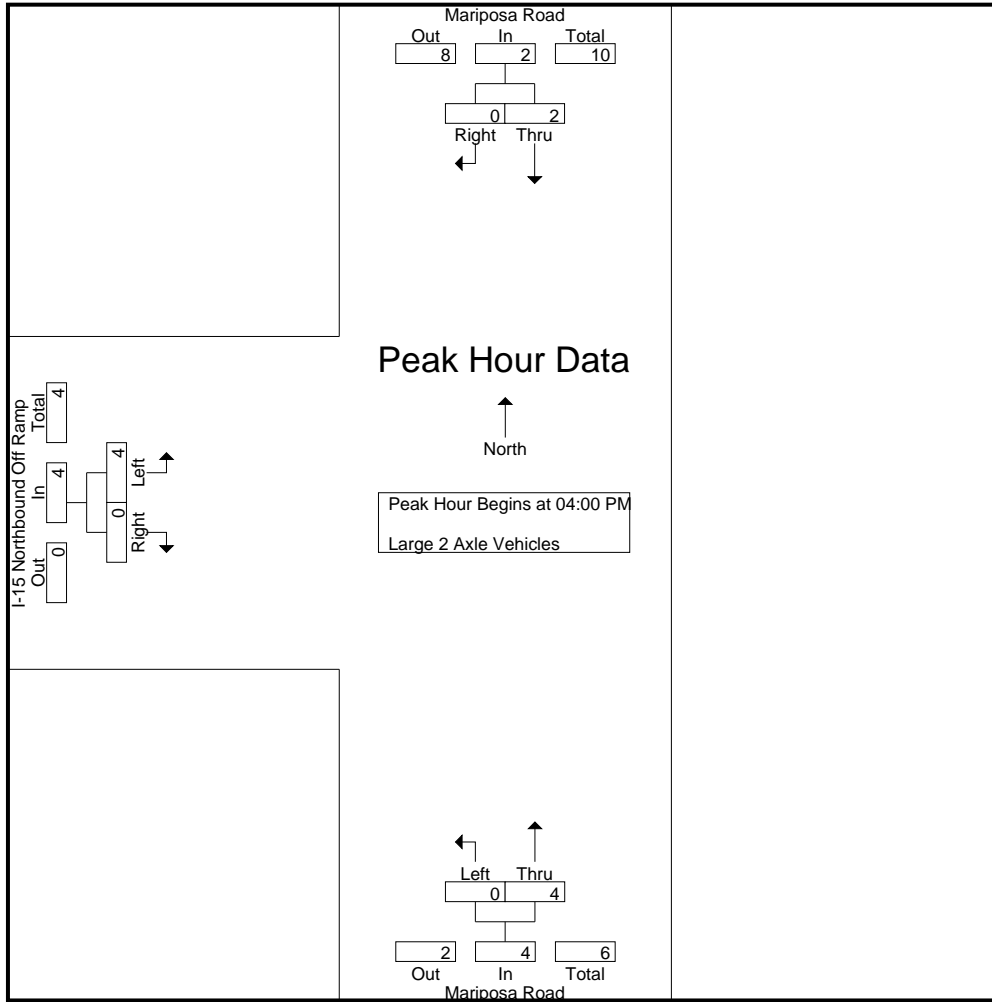 Mariposa Road
Out In Total
8 2 10
0 2
Right Thru
Peak Hour Data
North
Peak Hour Begins at 04:00 PM
Large 2 Axle Vehicles
I-15 Northbound Off Ramp
Out In Total
0 4 4
Right Left
0 4
Left Thru
0 4
2 4 6
Out In Total
Mariposa Road